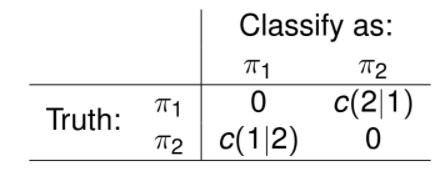 Classify as:
π1 π2
Truth: π1 0 c(2|1)
π2 c(1|2) 0